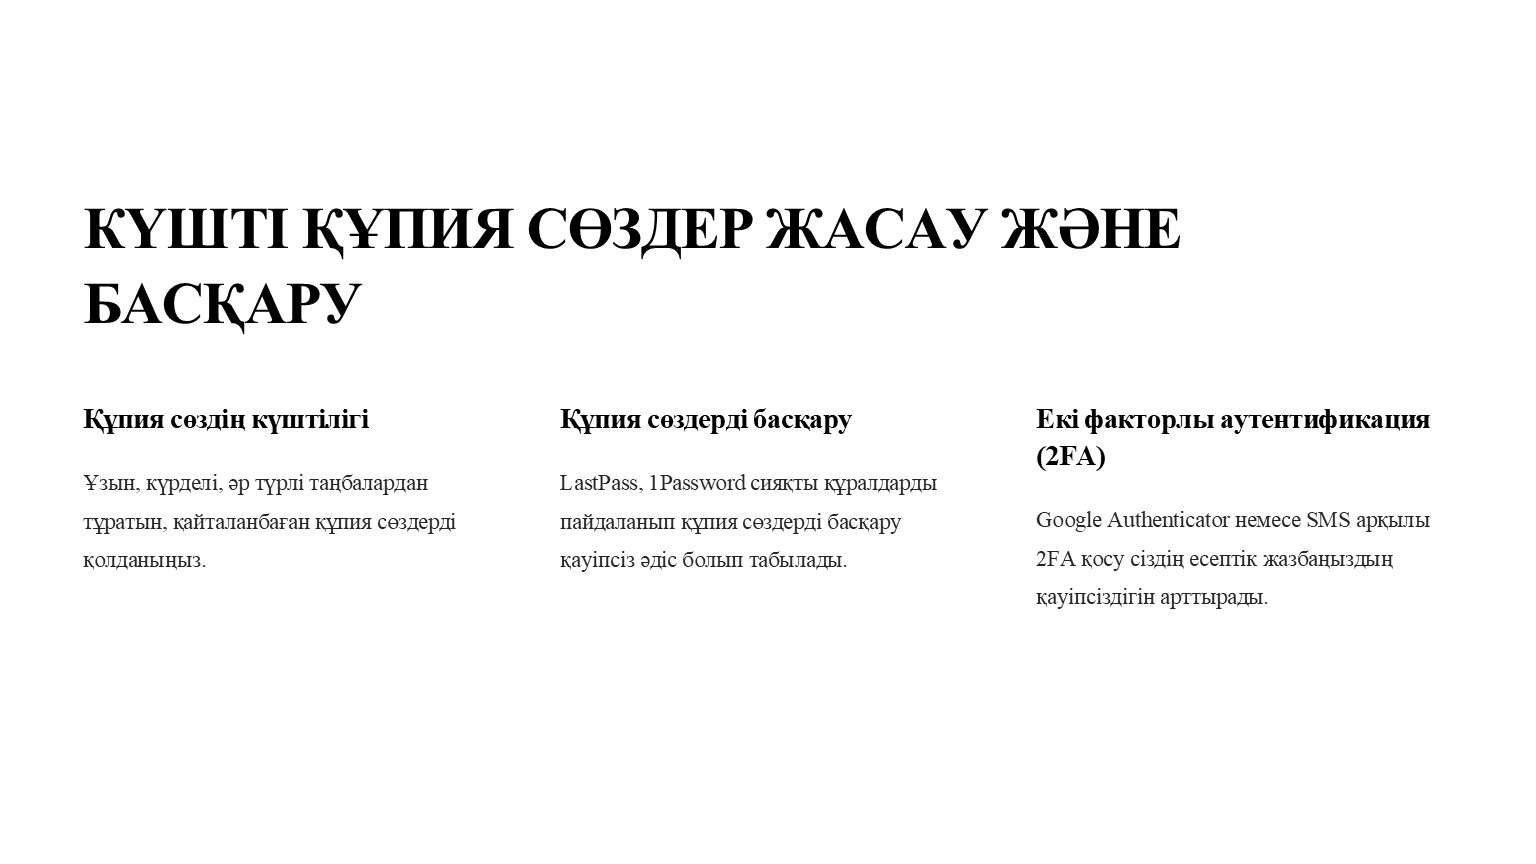 КҮШТІ ҚҰПИЯ СӨЗДЕР ЖАСАУ ЖӘНЕ
БАСҚАРУ
Құпия сөздің күштілігі
Ұзын, күрделі, әр түрлі таңбалардан
тұратын, қайталанбаған құпия сөздерді
қолданыңыз.
Құпия сөздерді басқару
LastPass, 1Password сияқты құралдарды
пайдаланып құпия сөздерді басқару
қауіпсіз әдіс болып табылады.
Екі факторлы аутентификация
(2FA)
Google Authenticator немесе SMS арқылы
2FA қосу сіздің есептік жазбаңыздың
қауіпсіздігін арттырады.